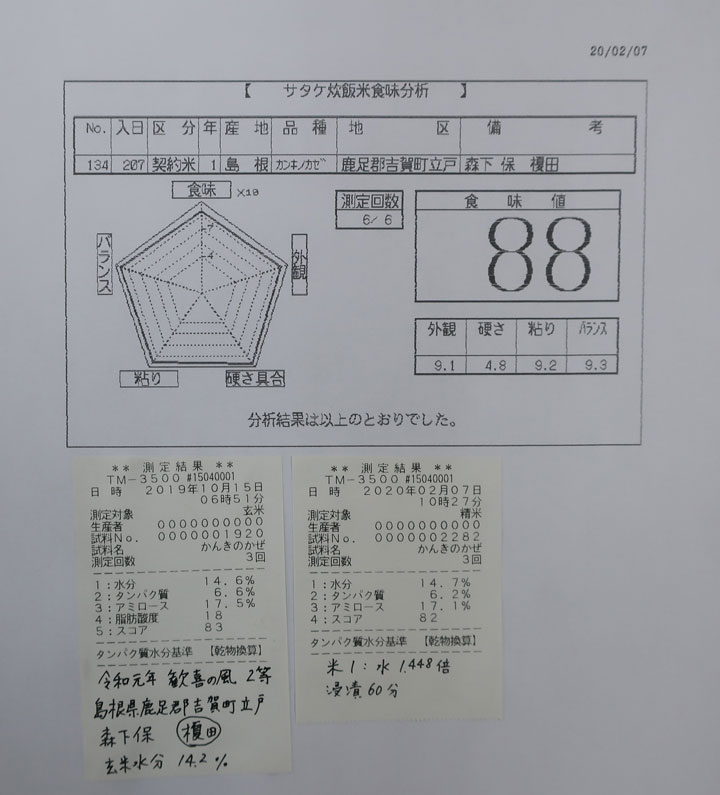 20/02/07
【 サタケ炊飯米食味分析 】
No. 入日 区分 年 産地 品種 地区 備考
134 207 契約米 1 島根 カンキノカゼ 鹿足郡吉賀町立戸 森下 保 榎田
食味 X10
バランス
外観
7
4
粘り
硬さ具合
測定回数
6/ 6
食味値
88
外観 硬さ 粘り バランス
9.1 4.8 9.2 9.3
分析結果は以上のとおりでした。
** 測定結果 **
TM-3500 #15040001
日時 2019年10月15日
06時51分
測定対象 玄米
生産者 0000000000
試料No. 0000001920
試料名 かんきのかぜ
測定回数 3回
1:水分 14.6%
2:タンパク質 6.6%
3:アミロース 17.5%
4:脂肪酸度 18
5:スコア 83
タンパク質水分基準 【乾物換算】
令和元年 歓喜の風 2等
島根県鹿足郡吉賀町立戸
森下保 榎田
玄米水分 14.2%
** 測定結果 **
TM-3500 #15040001
日時 2020年02月07日
10時27分
測定対象 精米
生産者 0000000000
試料No. 0000002282
試料名 かんきのかぜ
測定回数 3回
1:水分 14.7%
2:タンパク質 6.2%
3:アミロース 17.1%
4:スコア 82
タンパク質水分基準 【乾物換算】
米1:水1.448倍
浸漬60分